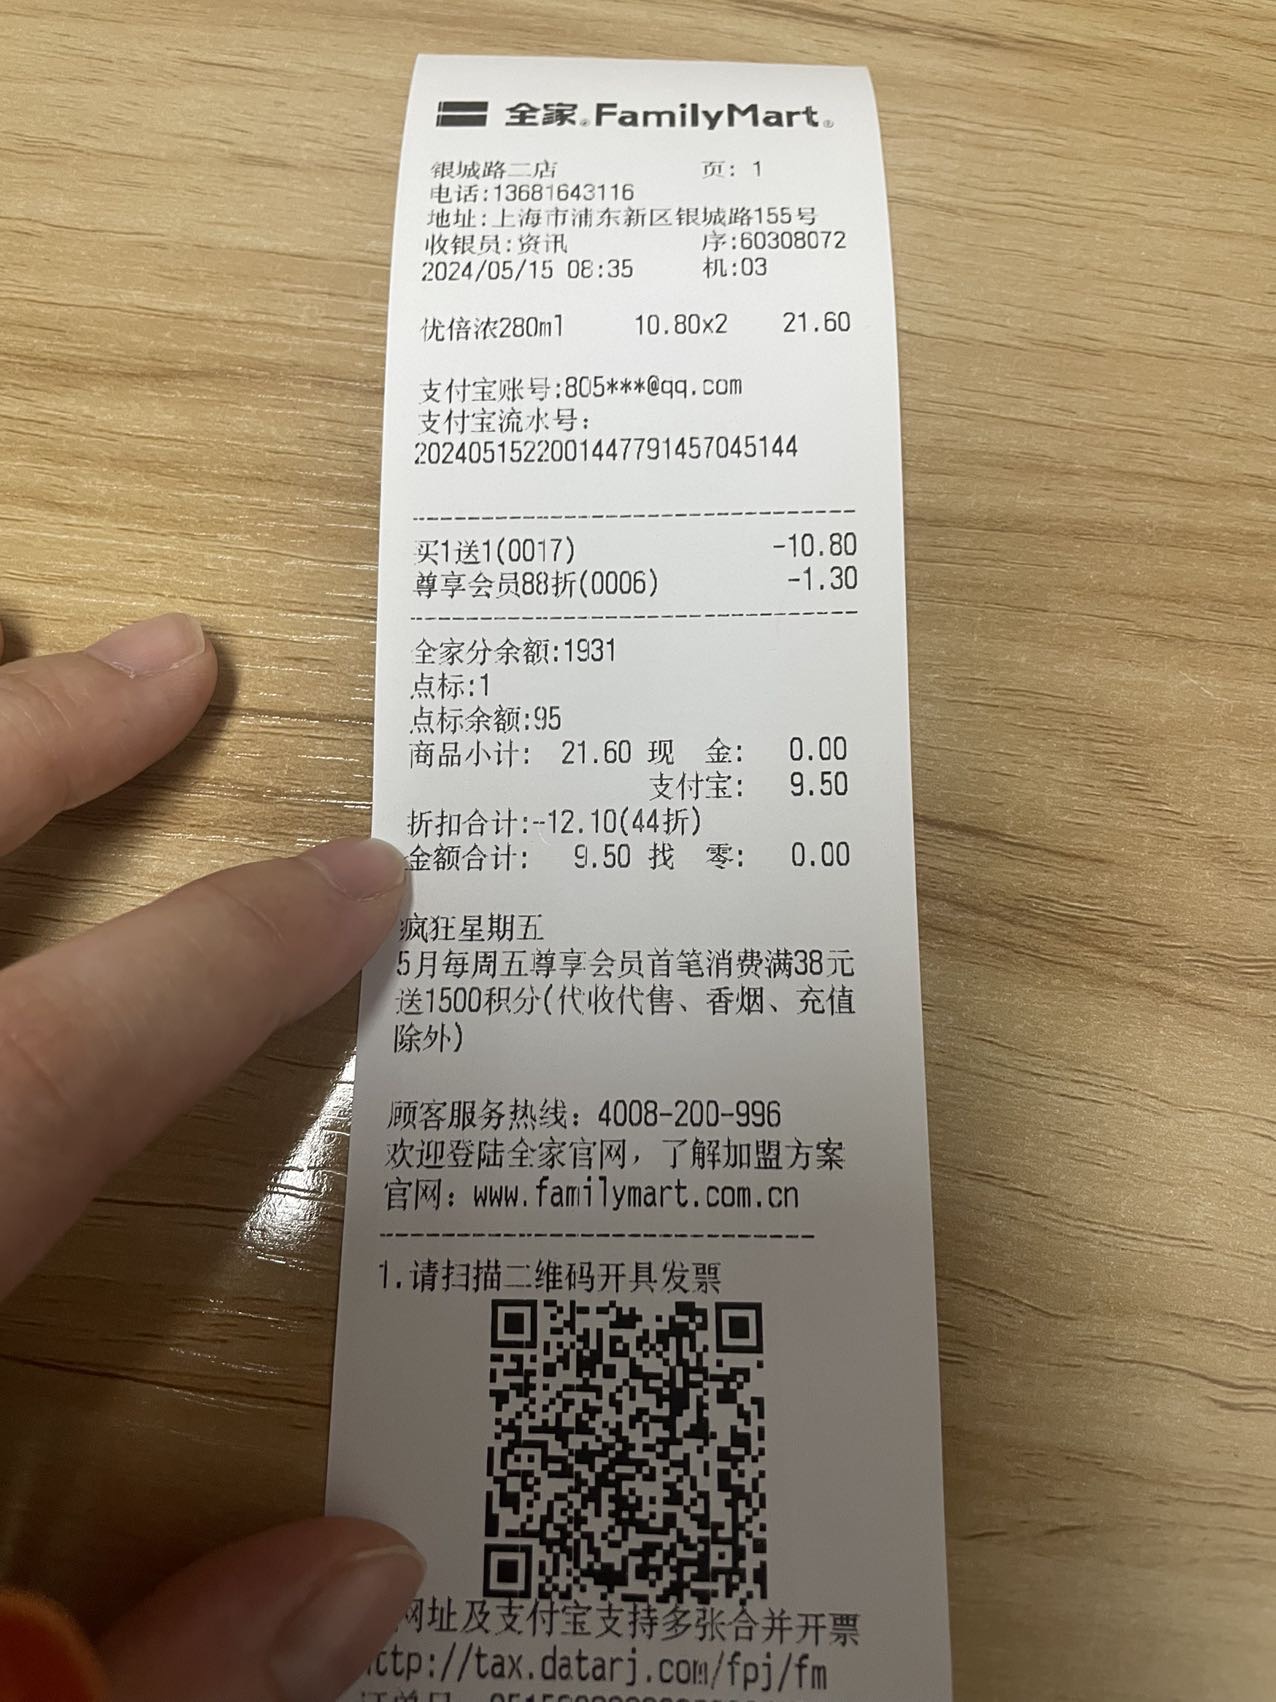 全家 FamilyMart
银城路二店 页: 1
电话:13681643116
地址:上海市浦东新区银城路155号
收银员:资讯 序:60308072
2024/05/15 08:35 机:03
优倍浓280ml 10.80x2 21.60
支付宝账号:805***@qq.com
支付宝流水号:
2024051522001447791457045144
买1送1(0017) -10.80
尊享会员88折(0006) -1.30
全家分余额:1931
点标:1
点标余额:95
商品小计: 21.60 现 金: 0.00
支付宝: 9.50
折扣合计:-12.10(44折)
金额合计: 9.50 找 零: 0.00
疯狂星期五
5月每周五尊享会员首笔消费满38元
送1500积分(代收代售、香烟、充值
除外)
顾客服务热线: 4008-200-996
欢迎登陆全家官网, 了解加盟方案
官网: www.familymart.com.cn
1.请扫描二维码开具发票
网址及支付宝支持多张合并开票
ttp://tax.datarj.com/fpj/fm